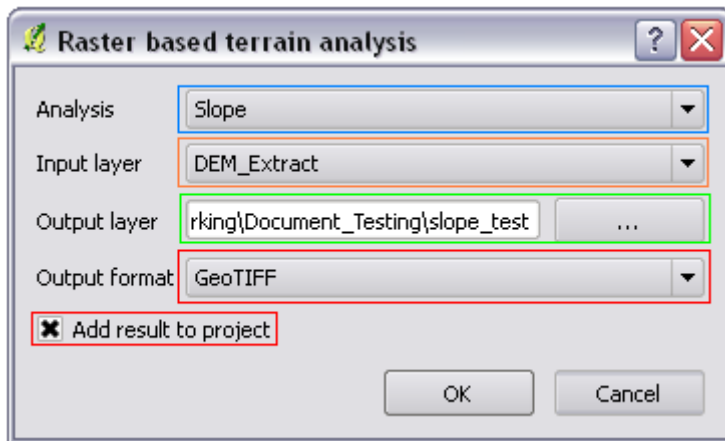 Raster based terrain analysis
?
Analysis Slope
Input layer DEM_Extract
Output layer rking\Document_Testing\slope_test ...
Output format GeoTIFF
Add result to project
OK Cancel